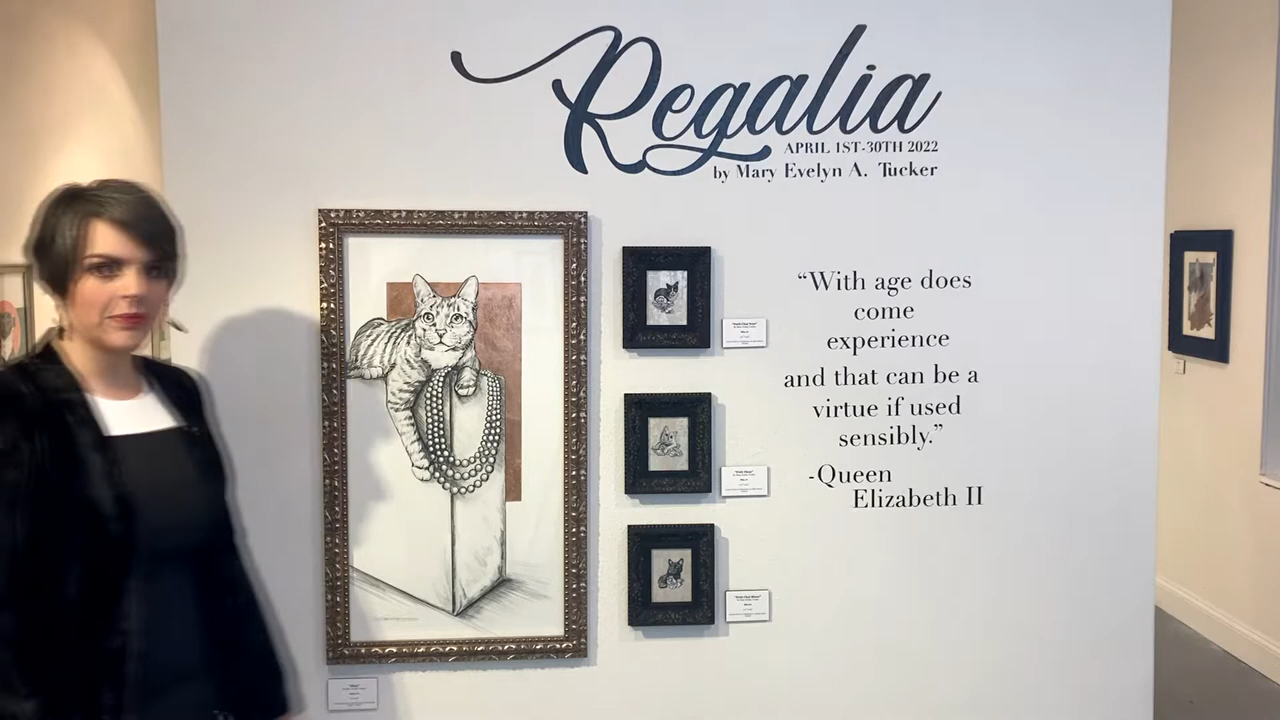 Regalia
APRIL 1ST-30TH 2022
by Mary Evelyn A. Tucker
“With age does
come
experience
and that can be a
virtue if used
sensibly.”
-Queen
Elizabeth II